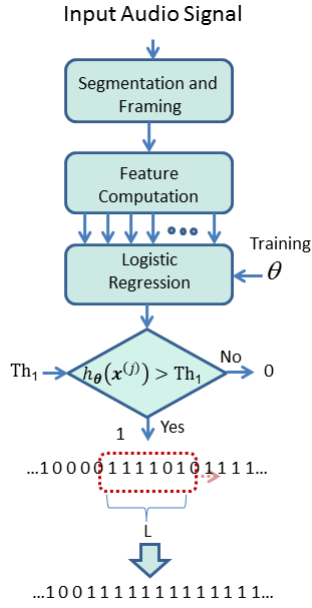 Input Audio Signal
Segmentation and
Framing
Feature
Computation
Training
Logistic
Regression
θ
No
Th₁
h_θ(x^(j)) > Th₁
0
1
Yes
...1 0 0 0 0 1 1 1 1 0 1 0 1 1 1 1...
L
...1 0 0 1 1 1 1 1 1 1 1 1 1 1 1 1 1...